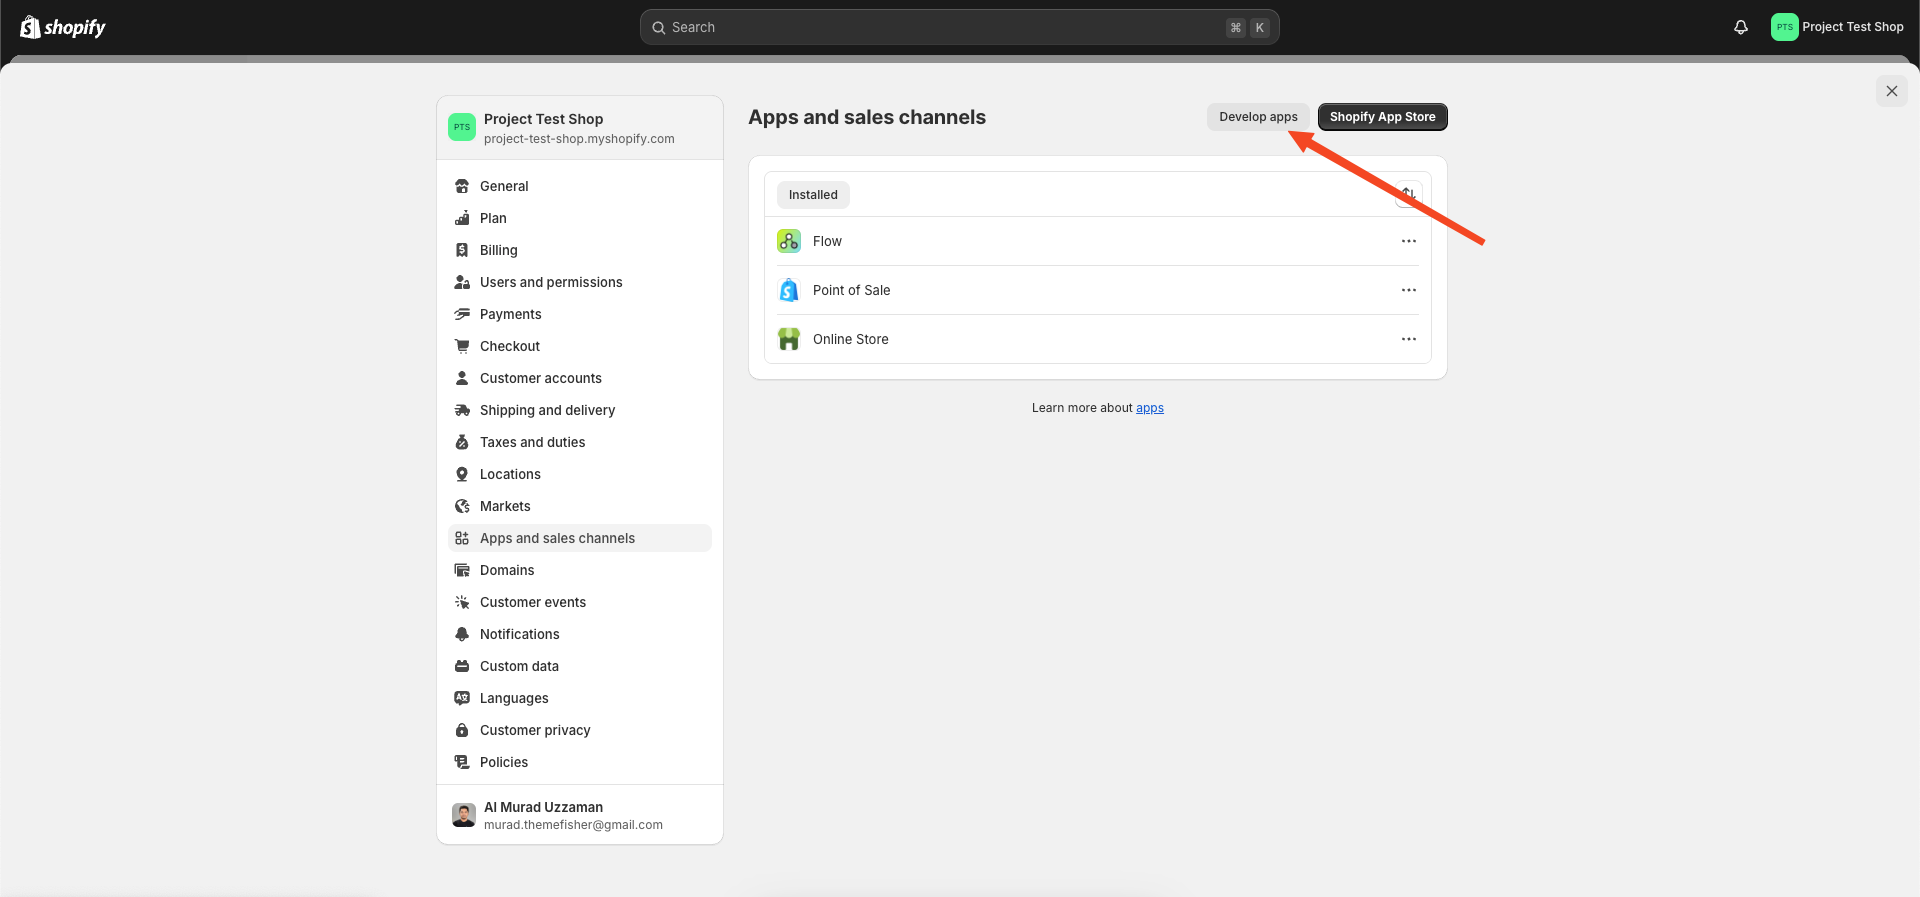 shopify
Search
⌘ K
PTS
Project Test Shop
PTS
Project Test Shop
project-test-shop.myshopify.com
General
Plan
Billing
Users and permissions
Payments
Checkout
Customer accounts
Shipping and delivery
Taxes and duties
Locations
Markets
Apps and sales channels
Domains
Customer events
Notifications
Custom data
Languages
Customer privacy
Policies
Al Murad Uzzaman
murad.themefisher@gmail.com
Apps and sales channels
Develop apps
Shopify App Store
Installed
Flow
Point of Sale
Online Store
Learn more about apps